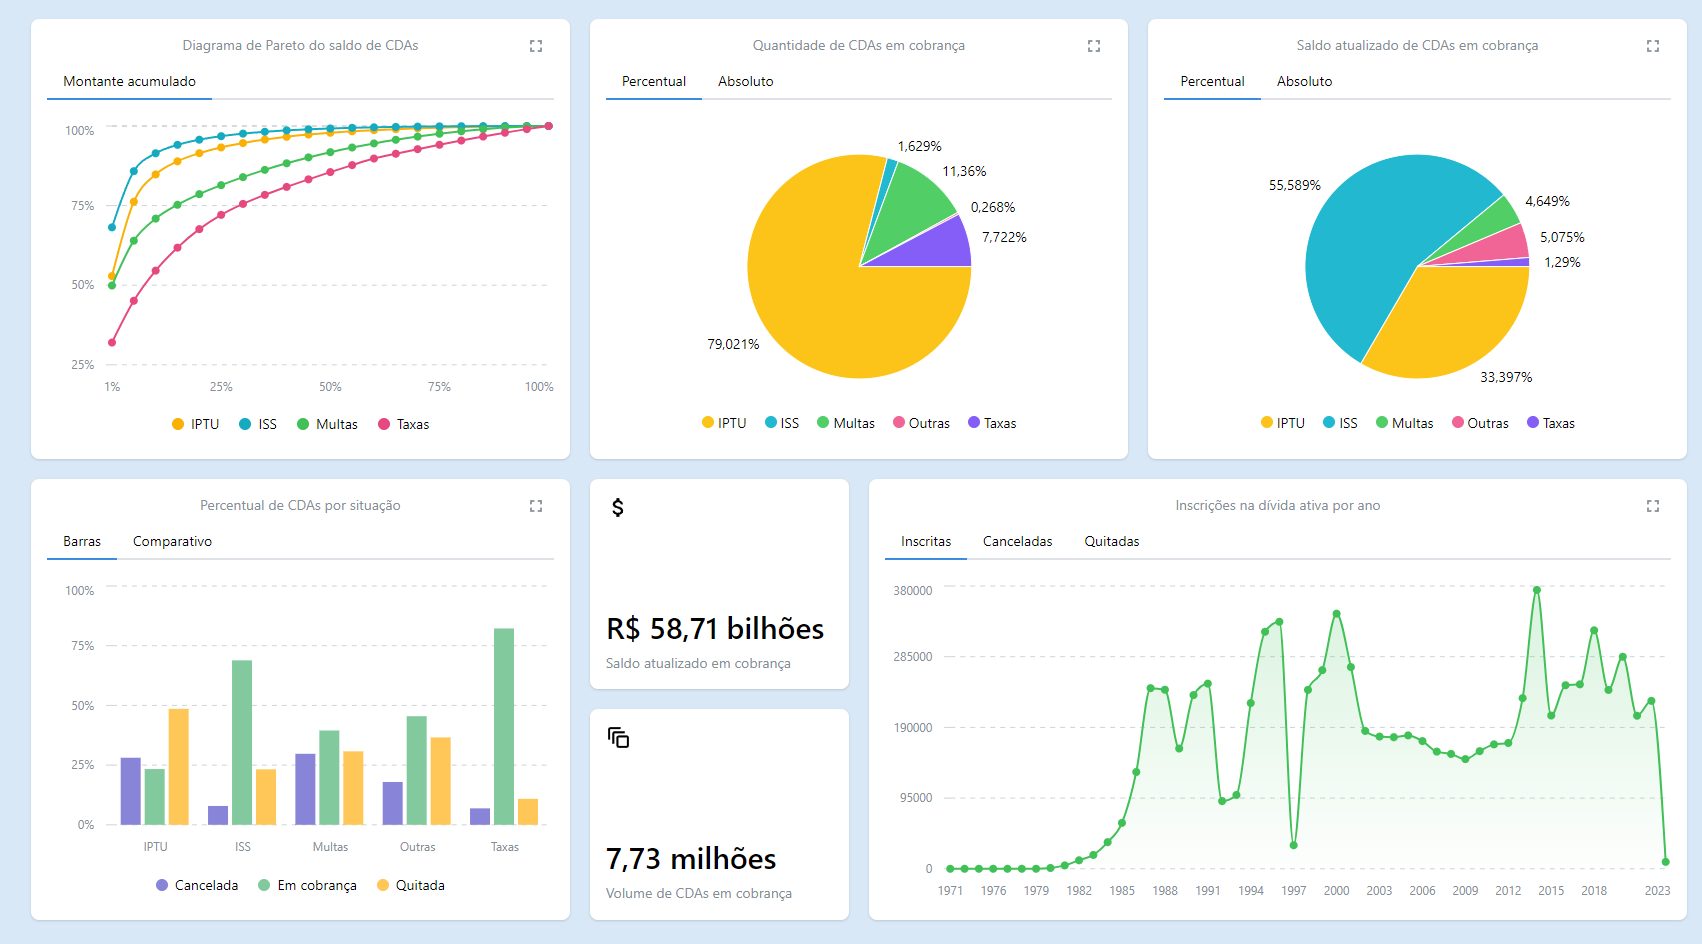 Diagrama de Pareto do saldo de CDAs
Montante acumulado
100%
75%
50%
25%
1% 25% 50% 75% 100%
IPTU ISS Multas Taxas
Quantidade de CDAs em cobrança
Percentual Absoluto
1,629%
11,36%
0,268%
7,722%
79,021%
IPTU ISS Multas Outras Taxas
Saldo atualizado de CDAs em cobrança
Percentual Absoluto
55,589%
4,649%
5,075%
1,29%
33,397%
IPTU ISS Multas Outras Taxas
Percentual de CDAs por situação
Barras Comparativo
100%
75%
50%
25%
0%
IPTU ISS Multas Outras Taxas
Cancelada Em cobrança Quitada
$
R$ 58,71 bilhões
Saldo atualizado em cobrança
7,73 milhões
Volume de CDAs em cobrança
Inscrições na dívida ativa por ano
Inscritas Canceladas Quitadas
380000
285000
190000
95000
0
1971 1976 1979 1982 1985 1988 1991 1994 1997 2000 2003 2006 2009 2012 2015 2018 2023